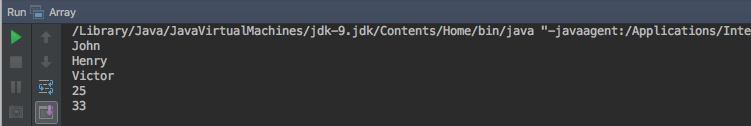 Run Array
/Library/Java/JavaVirtualMachines/jdk-9.jdk/Contents/Home/bin/java "-javaagent:/Applications/Inte
John
Henry
Victor
25
33